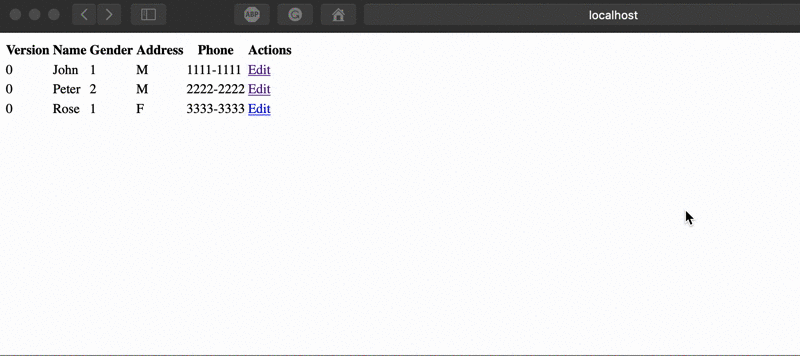 ABP
G
localhost
Version Name Gender Address Phone Actions
0 John 1 M 1111-1111 Edit
0 Peter 2 M 2222-2222 Edit
0 Rose 1 F 3333-3333 Edit